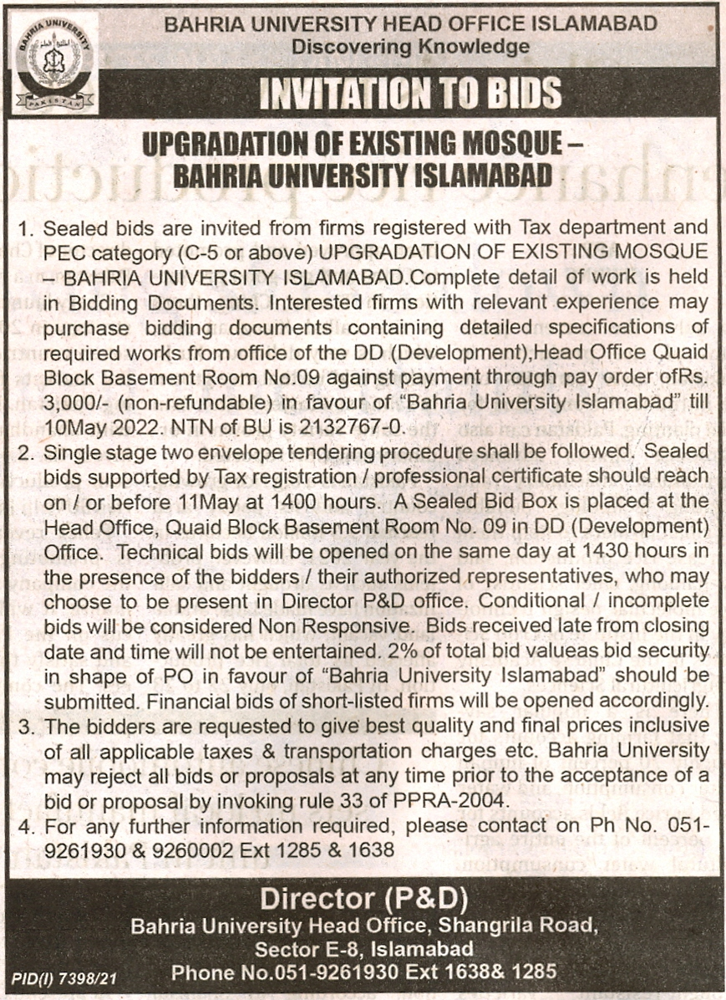 BAHRIA UNIVERSITY HEAD OFFICE ISLAMABAD
Discovering Knowledge
BAHRIA UNIVERSITY
PAKISTAN
INVITATION TO BIDS
UPGRADATION OF EXISTING MOSQUE –
BAHRIA UNIVERSITY ISLAMABAD
1. Sealed bids are invited from firms registered with Tax department and
PEC category (C-5 or above) UPGRADATION OF EXISTING MOSQUE
– BAHRIA UNIVERSITY ISLAMABAD.Complete detail of work is held
in Bidding Documents. Interested firms with relevant experience may
purchase bidding documents containing detailed specifications of
required works from office of the DD (Development),Head Office Quaid
Block Basement Room No.09 against payment through pay order ofRs.
3,000/- (non-refundable) in favour of “Bahria University Islamabad” till
10May 2022. NTN of BU is 2132767-0.
2. Single stage two envelope tendering procedure shall be followed. Sealed
bids supported by Tax registration / professional certificate should reach
on / or before 11May at 1400 hours. A Sealed Bid Box is placed at the
Head Office, Quaid Block Basement Room No. 09 in DD (Development)
Office. Technical bids will be opened on the same day at 1430 hours in
the presence of the bidders / their authorized representatives, who may
choose to be present in Director P&D office. Conditional / incomplete
bids will be considered Non Responsive. Bids received late from closing
date and time will not be entertained. 2% of total bid valueas bid security
in shape of PO in favour of “Bahria University Islamabad” should be
submitted. Financial bids of short-listed firms will be opened accordingly.
3. The bidders are requested to give best quality and final prices inclusive
of all applicable taxes & transportation charges etc. Bahria University
may reject all bids or proposals at any time prior to the acceptance of a
bid or proposal by invoking rule 33 of PPRA-2004.
4. For any further information required, please contact on Ph No. 051-
9261930 & 9260002 Ext 1285 & 1638
Director (P&D)
Bahria University Head Office, Shangrila Road,
Sector E-8, Islamabad
Phone No.051-9261930 Ext 1638& 1285
PID(I) 7398/21